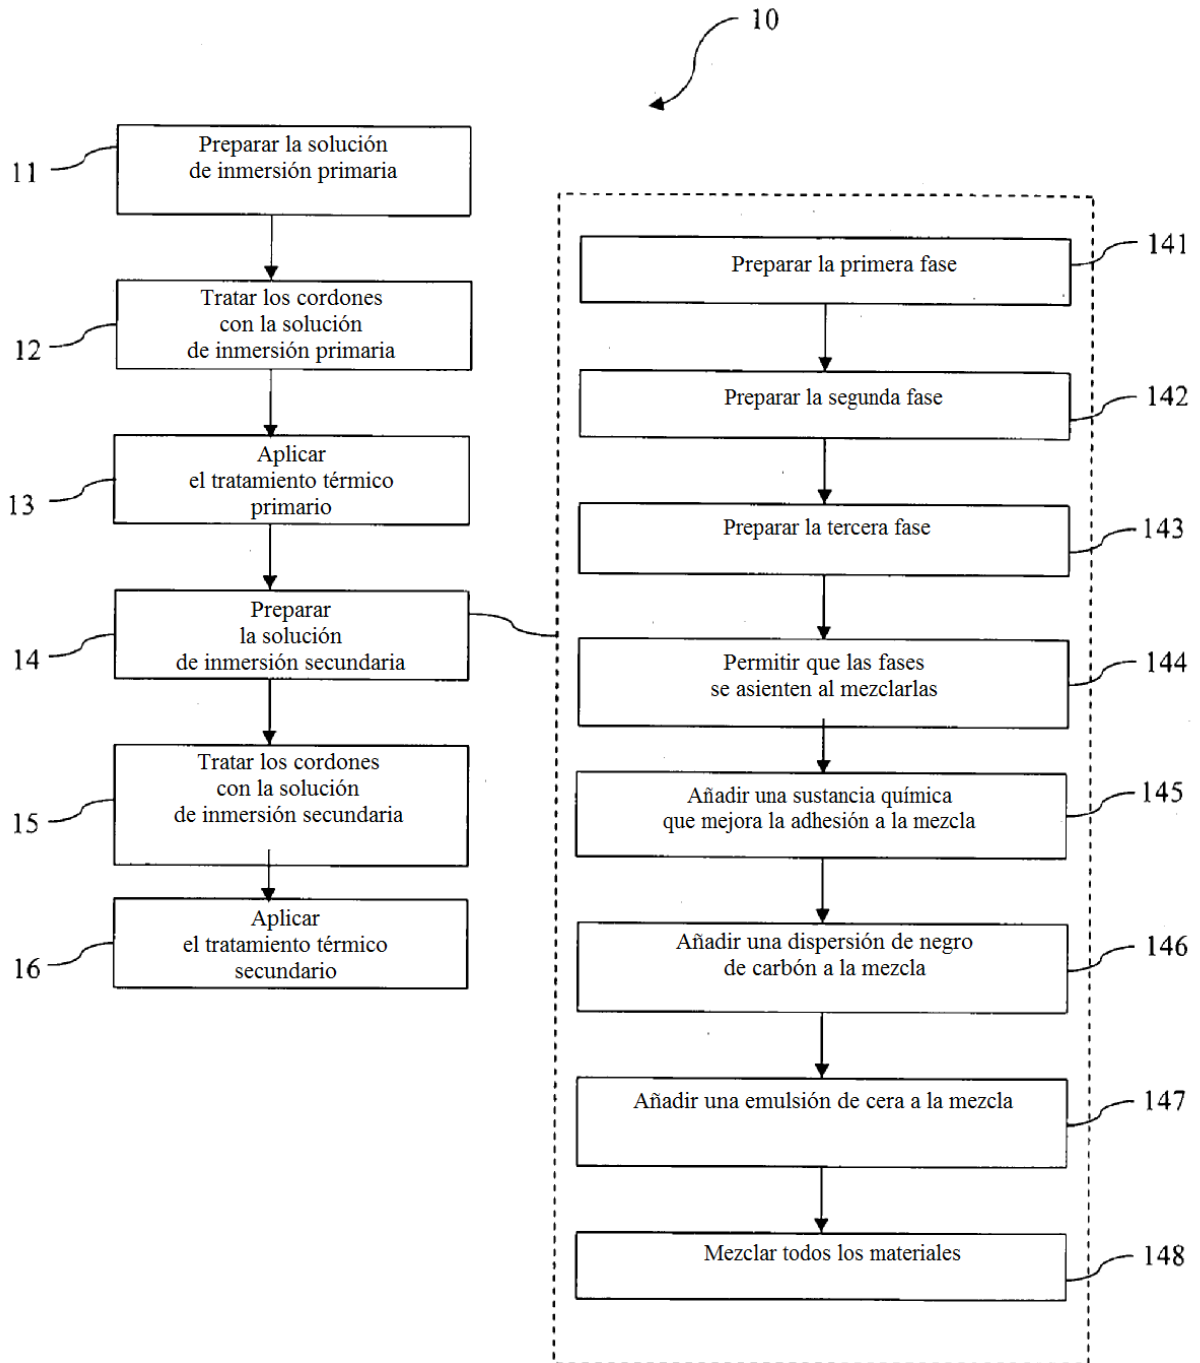 10
11
Preparar la solución
de inmersión primaria
12
Tratar los cordones
con la solución
de inmersión primaria
13
Aplicar
el tratamiento térmico
primario
14
Preparar
la solución
de inmersión secundaria
15
Tratar los cordones
con la solución
de inmersión secundaria
16
Aplicar
el tratamiento térmico
secundario
Preparar la primera fase
141
Preparar la segunda fase
142
Preparar la tercera fase
143
Permitir que las fases
se asienten al mezclarlas
144
Añadir una sustancia química
que mejora la adhesión a la mezcla
145
Añadir una dispersión de negro
de carbón a la mezcla
146
Añadir una emulsión de cera a la mezcla
147
Mezclar todos los materiales
148